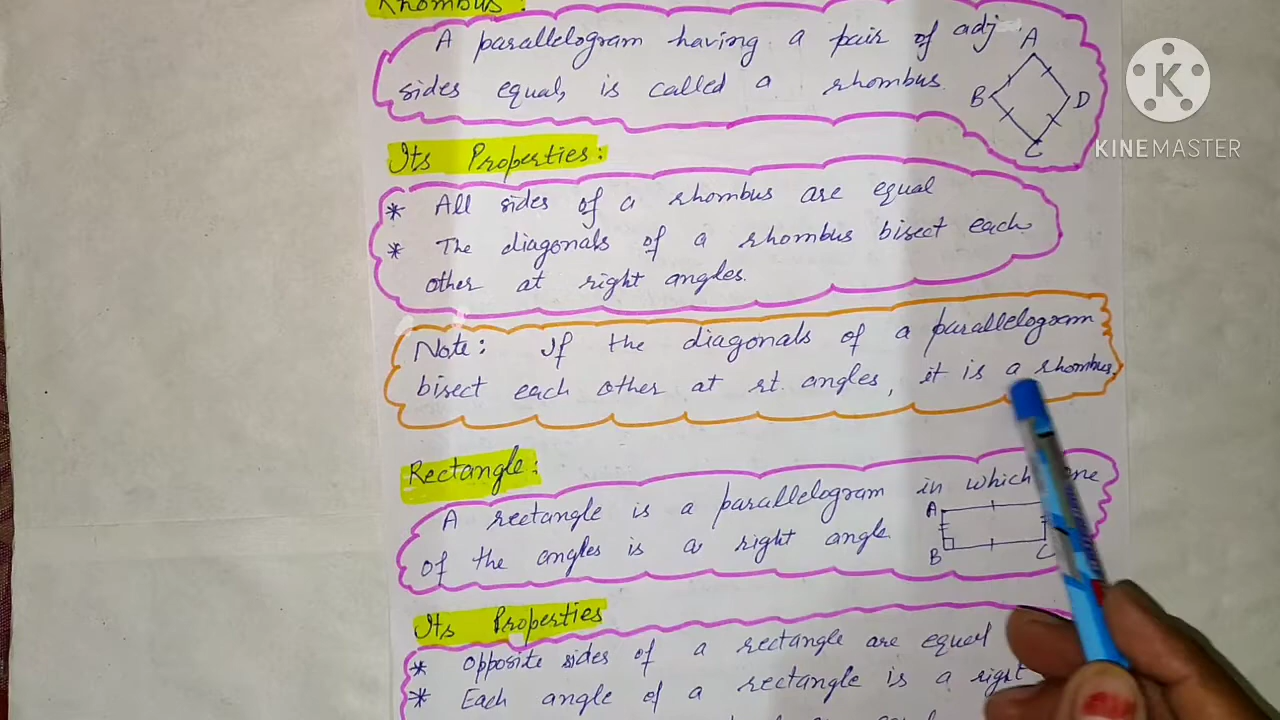 Rhombus:
A parallelogram having a pair of adj
sides equal, is called a rhombus.
A
B D
C
K
KINEMASTER
Its Properties:
* All sides of a rhombus are equal
* The diagonals of a rhombus bisect each
other at right angles.
Note: If the diagonals of a parallelogram
bisect each other at rt. angles, it is a rhombus.
Rectangle:
A rectangle is a parallelogram in which one
of the angles is a right angle
A
B C
Its Properties
* Opposite sides of a rectangle are equal
* Each angle of a rectangle is a right